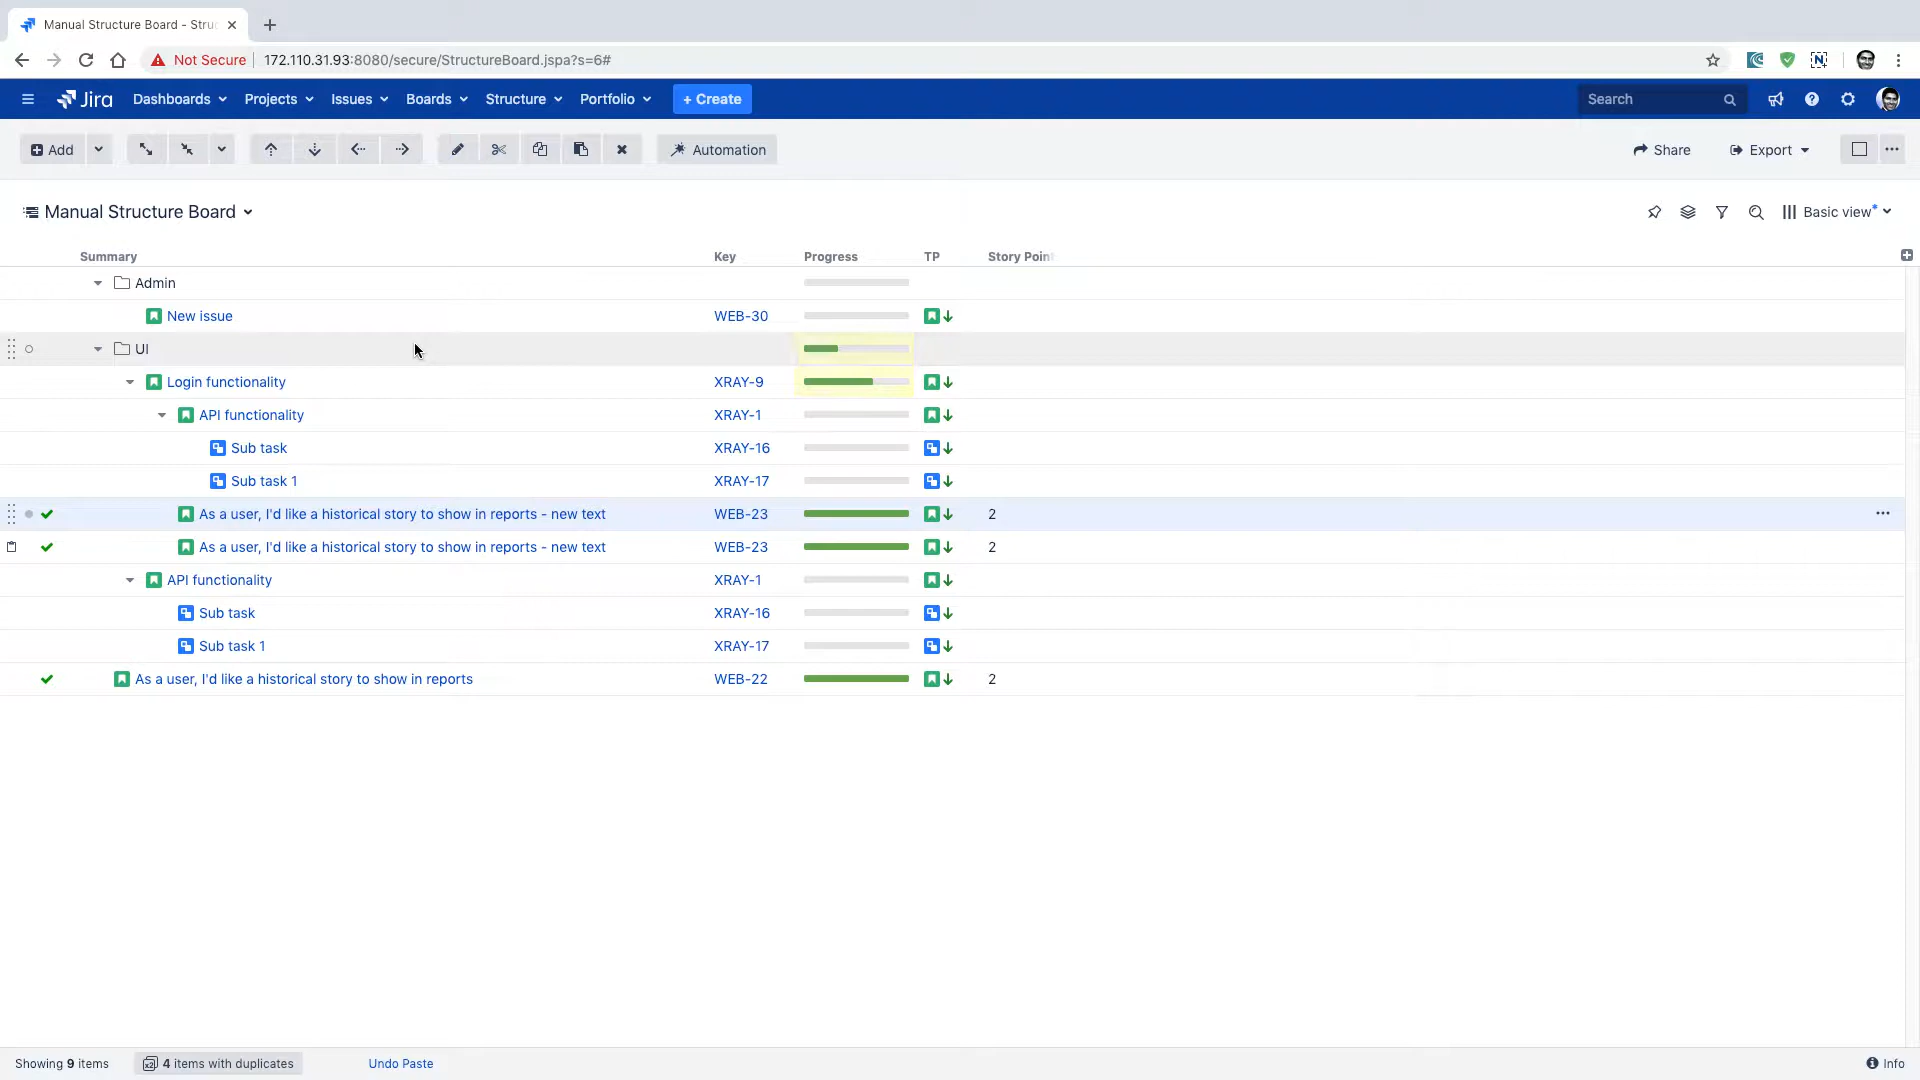 Manual Structure Board - Struc
Not Secure 172.110.31.93:8080/secure/StructureBoard.jspa?s=6#
Jira Dashboards Projects Issues Boards Structure Portfolio + Create Search
Add Automation Share Export
Manual Structure Board Basic view*
Summary Key Progress TP Story Point
Admin
New issue WEB-30
UI
Login functionality XRAY-9
API functionality XRAY-1
Sub task XRAY-16
Sub task 1 XRAY-17
As a user, I'd like a historical story to show in reports - new text WEB-23 2
As a user, I'd like a historical story to show in reports - new text WEB-23 2
API functionality XRAY-1
Sub task XRAY-16
Sub task 1 XRAY-17
As a user, I'd like a historical story to show in reports WEB-22 2
Showing 9 items x2 4 items with duplicates Undo Paste Info